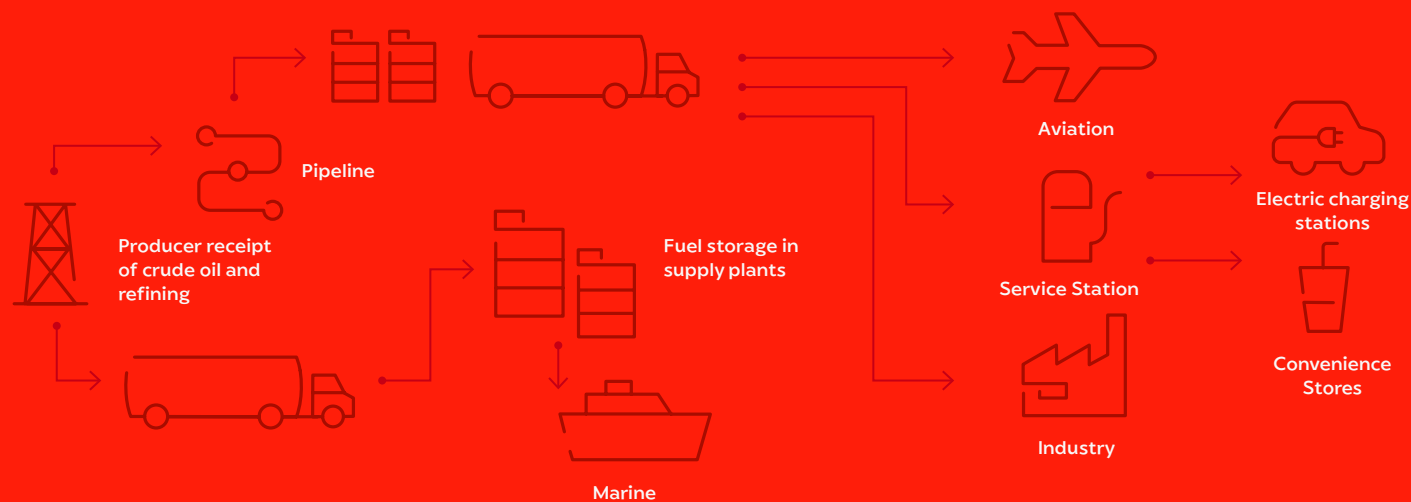 Pipeline
Producer receipt
of crude oil and
refining
Fuel storage in
supply plants
Marine
Aviation
Service Station
Industry
Electric charging
stations
Convenience
Stores